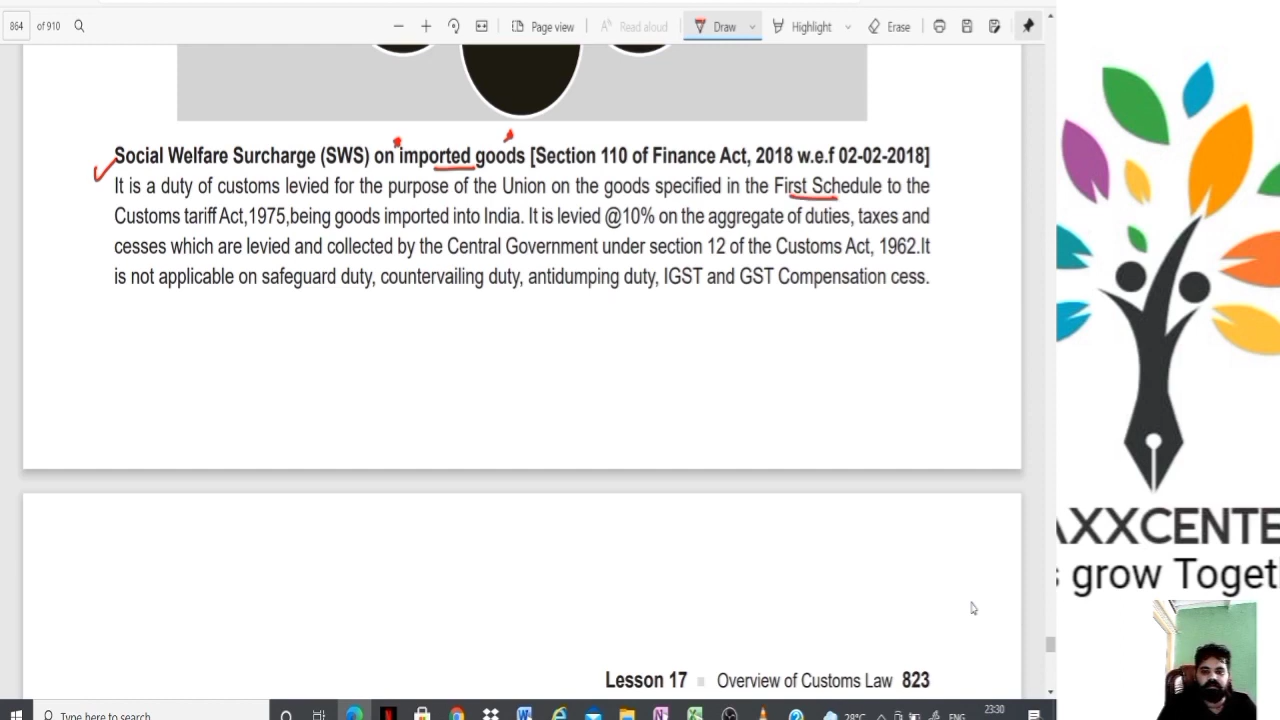 864 of 910
Page view
Read aloud
Draw
Highlight
Erase
Social Welfare Surcharge (SWS) on imported goods [Section 110 of Finance Act, 2018 w.e.f 02-02-2018]
It is a duty of customs levied for the purpose of the Union on the goods specified in the First Schedule to the
Customs tariff Act,1975,being goods imported into India. It is levied @10% on the aggregate of duties, taxes and
cesses which are levied and collected by the Central Government under section 12 of the Customs Act, 1962.It
is not applicable on safeguard duty, countervailing duty, antidumping duty, IGST and GST Compensation cess.
AXXCENTE
grow Togeth
Lesson 17 Overview of Customs Law 823
Type here to search
28°C
ENG
23:30